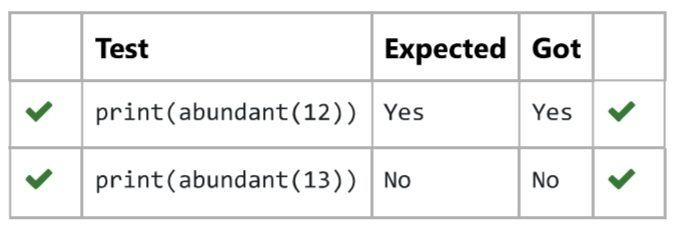 Test Expected Got
print(abundant(12)) Yes Yes
print(abundant(13)) No No